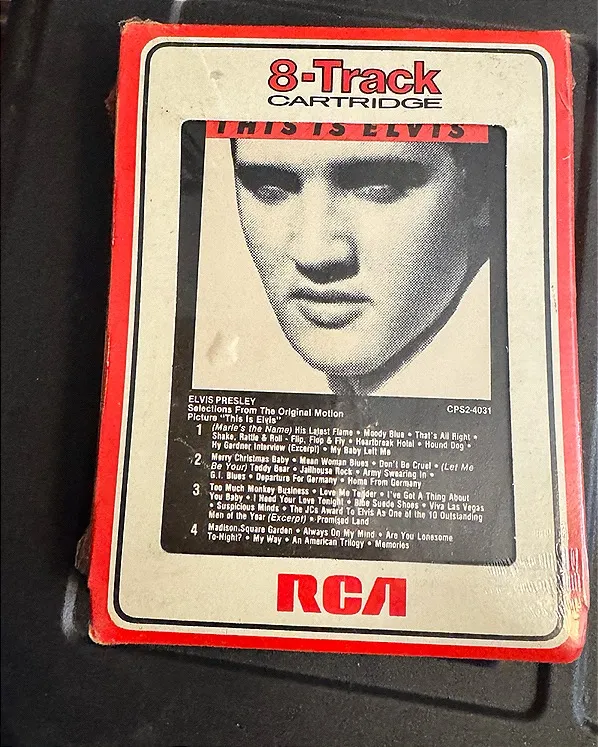 8-Track
CARTRIDGE
THIS IS ELVIS
ELVIS PRESLEY
Selections From The Original Motion
Picture "This Is Elvis"
CPS2-4031
1 (Marie's the Name) His Latest Flame • Moody Blue • That's All Right •
Shake, Rattle & Roll - Flip, Flop & Fly • Heartbreak Hotel • Hound Dog •
Hy Gardner Interview (Excerpt) • My Baby Left Me
2 Merry Christmas Baby • Mean Woman Blues • Don't Be Cruel • (Let Me
Be Your) Teddy Bear • Jailhouse Rock • Army Swearing In •
G.I. Blues • Departure For Germany • Home From Germany
3 Too Much Monkey Business • Love Me Tender • I've Got A Thing About
You Baby • I Need Your Love Tonight • Blue Suede Shoes • Viva Las Vegas
• Suspicious Minds • The JCs Award To Elvis As One of the 10 Outstanding
Men of the Year (Excerpt) • Promised Land
4 Madison Square Garden • Always On My Mind • Are You Lonesome
To-Night? • My Way • An American Trilogy • Memories
RCA